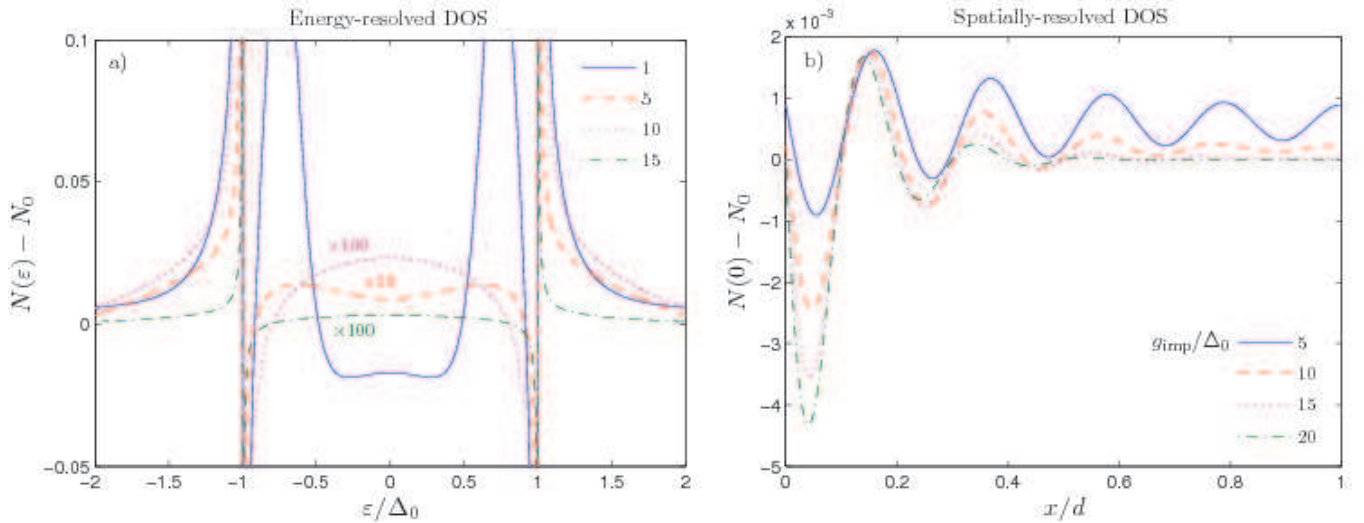 Energy-resolved DOS
a)
N(ε) − N₀
0.1
0.05
0
−0.05
1
5
10
15
×100
×10
×100
−2 −1.5 −1 −0.5 0 0.5 1 1.5 2
ε/Δ₀
Spatially-resolved DOS
× 10⁻³
b)
N(0) − N₀
2
1
0
−1
−2
−3
−4
−5
g_imp/Δ₀
5
10
15
20
0 0.2 0.4 0.6 0.8 1
x/d